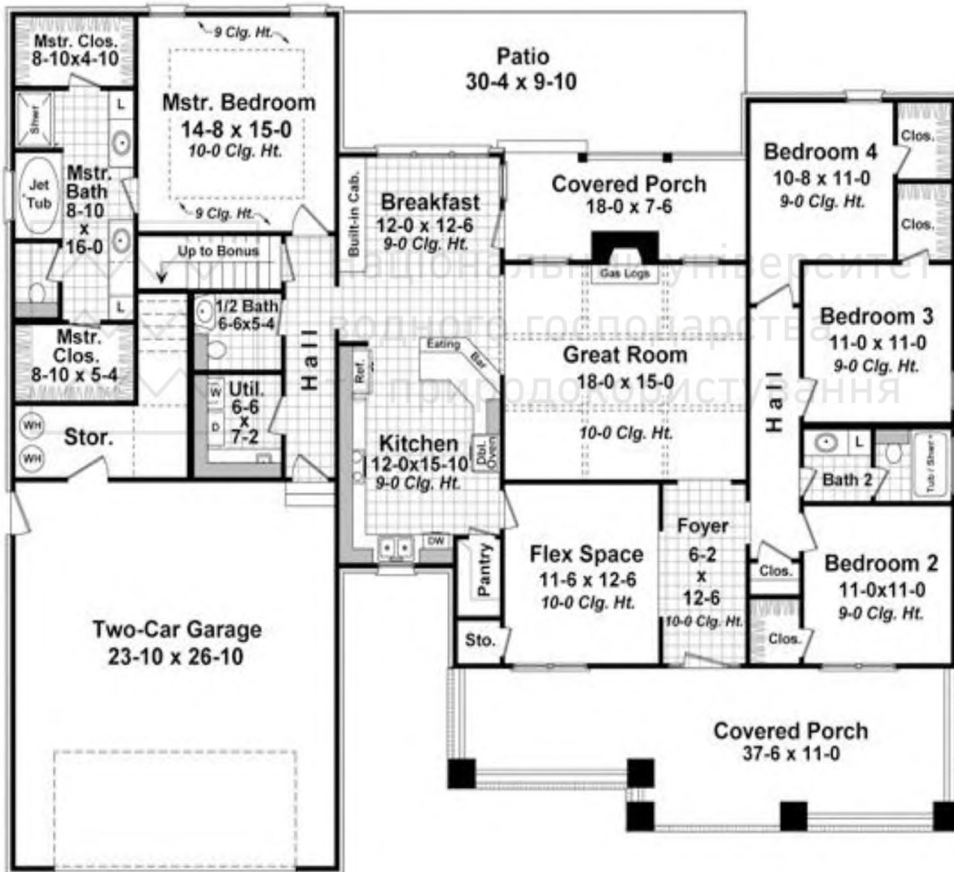 Mstr. Clos.
8-10x4-10
9 Clg. Ht.
Mstr. Bedroom
14-8 x 15-0
10-0 Clg. Ht.
9 Clg. Ht.
Shwr
L
Jet
Tub
Mstr.
Bath
8-10
x
16-0
L
Mstr.
Clos.
8-10 x 5-4
Up to Bonus
Patio
30-4 x 9-10
Built-in Cab.
Breakfast
12-0 x 12-6
9-0 Clg. Ht.
Covered Porch
18-0 x 7-6
Gas Logs
Bedroom 4
10-8 x 11-0
9-0 Clg. Ht.
Clos.
Clos.
Національний університет
водного господарства
та природокористування
1/2 Bath
6-6x5-4
Hall
Util.
6-6
x
7-2
W
D
WH
WH
Stor.
Ref.
Eating
Bar
Kitchen
12-0x15-10
9-0 Clg. Ht.
Dbl.
Oven
DW
Great Room
18-0 x 15-0
10-0 Clg. Ht.
Hall
Bedroom 3
11-0 x 11-0
9-0 Clg. Ht.
L
Bath 2
Tub / Shwr
Pantry
Sto.
Flex Space
11-6 x 12-6
10-0 Clg. Ht.
Foyer
6-2
x
12-6
10-0 Clg. Ht.
Clos.
Clos.
Bedroom 2
11-0x11-0
9-0 Clg. Ht.
Two-Car Garage
23-10 x 26-10
Covered Porch
37-6 x 11-0